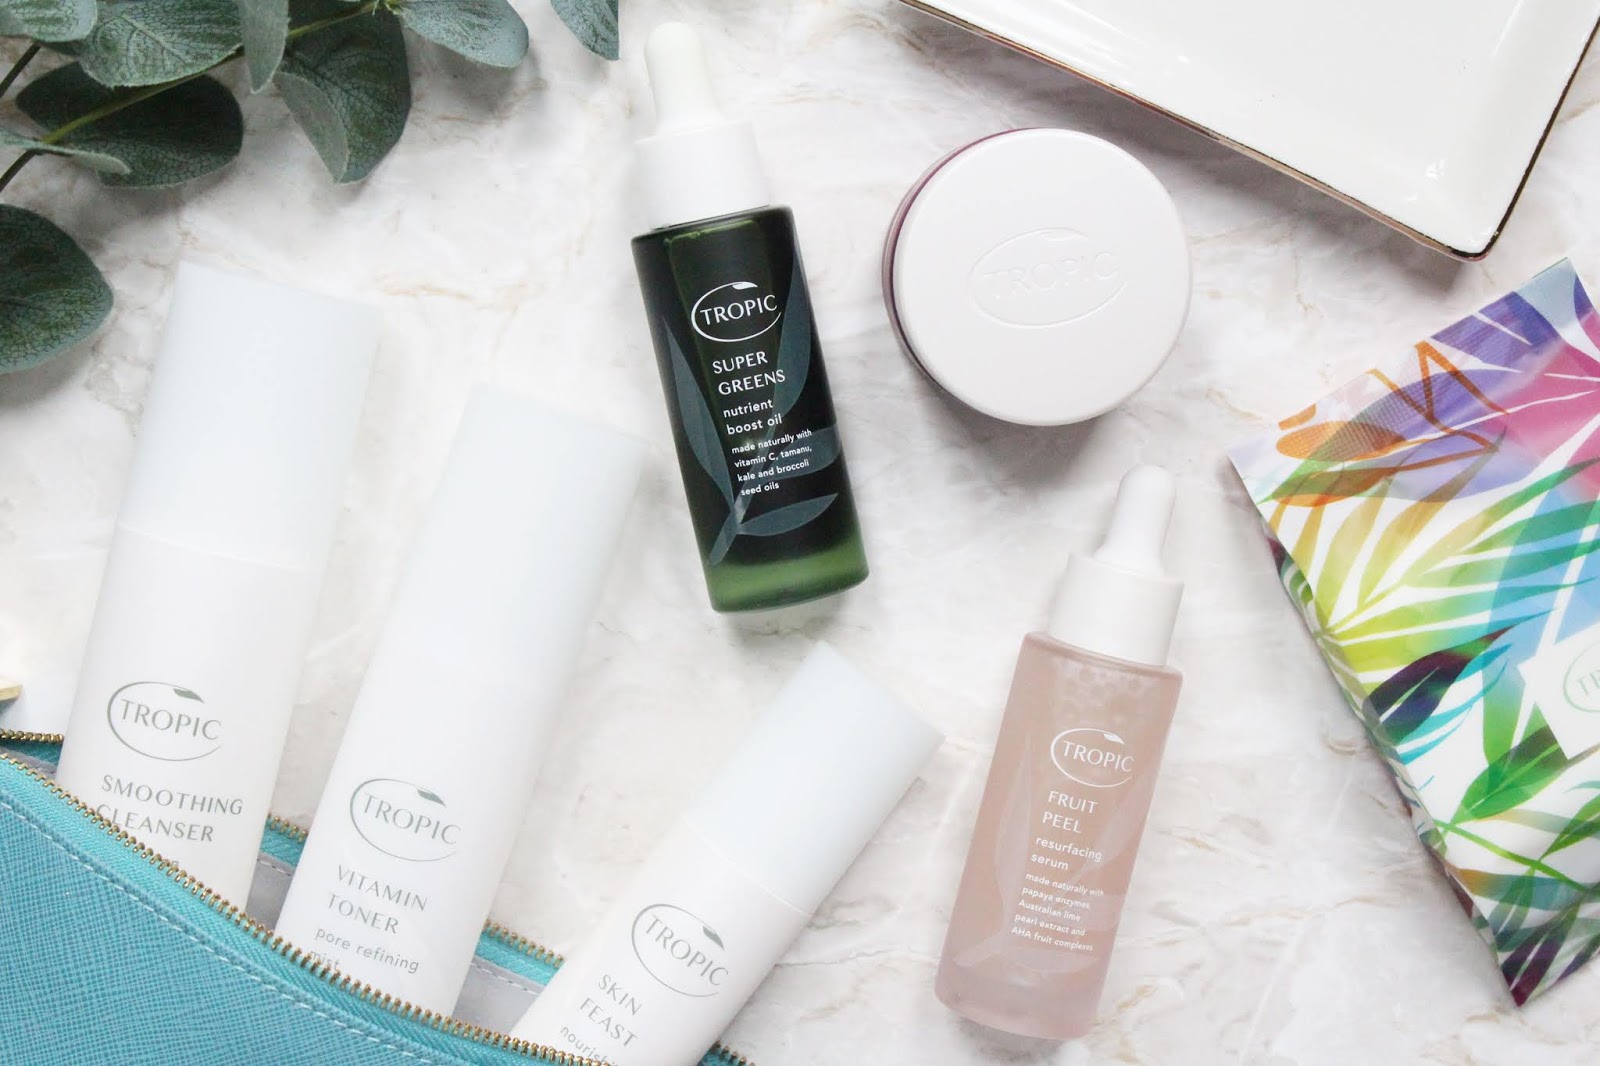 TROPIC
SUPER
GREENS
nutrient
boost oil
made naturally with
vitamin C, tamanu,
kale and broccoli
seed oils
TROPIC
TROPIC
SMOOTHING
CLEANSER
TROPIC
VITAMIN
TONER
pore refining
mist
TROPIC
SKIN
FEAST
TROPIC
FRUIT
PEEL
resurfacing
serum
made naturally with
papaya enzymes,
Australian lime
pearl extract and
AHA fruit complexes